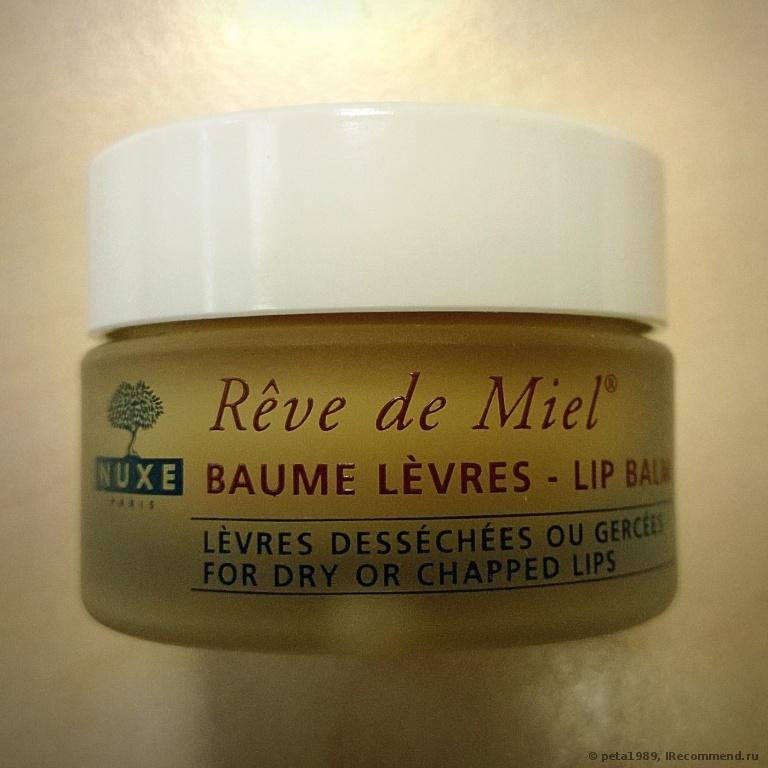 Rêve de Miel®
NUXE
PARIS
BAUME LÈVRES - LIP BALM
LÈVRES DESSÉCHÉES OU GERCÉES
FOR DRY OR CHAPPED LIPS
© peta1989, IRecommend.ru